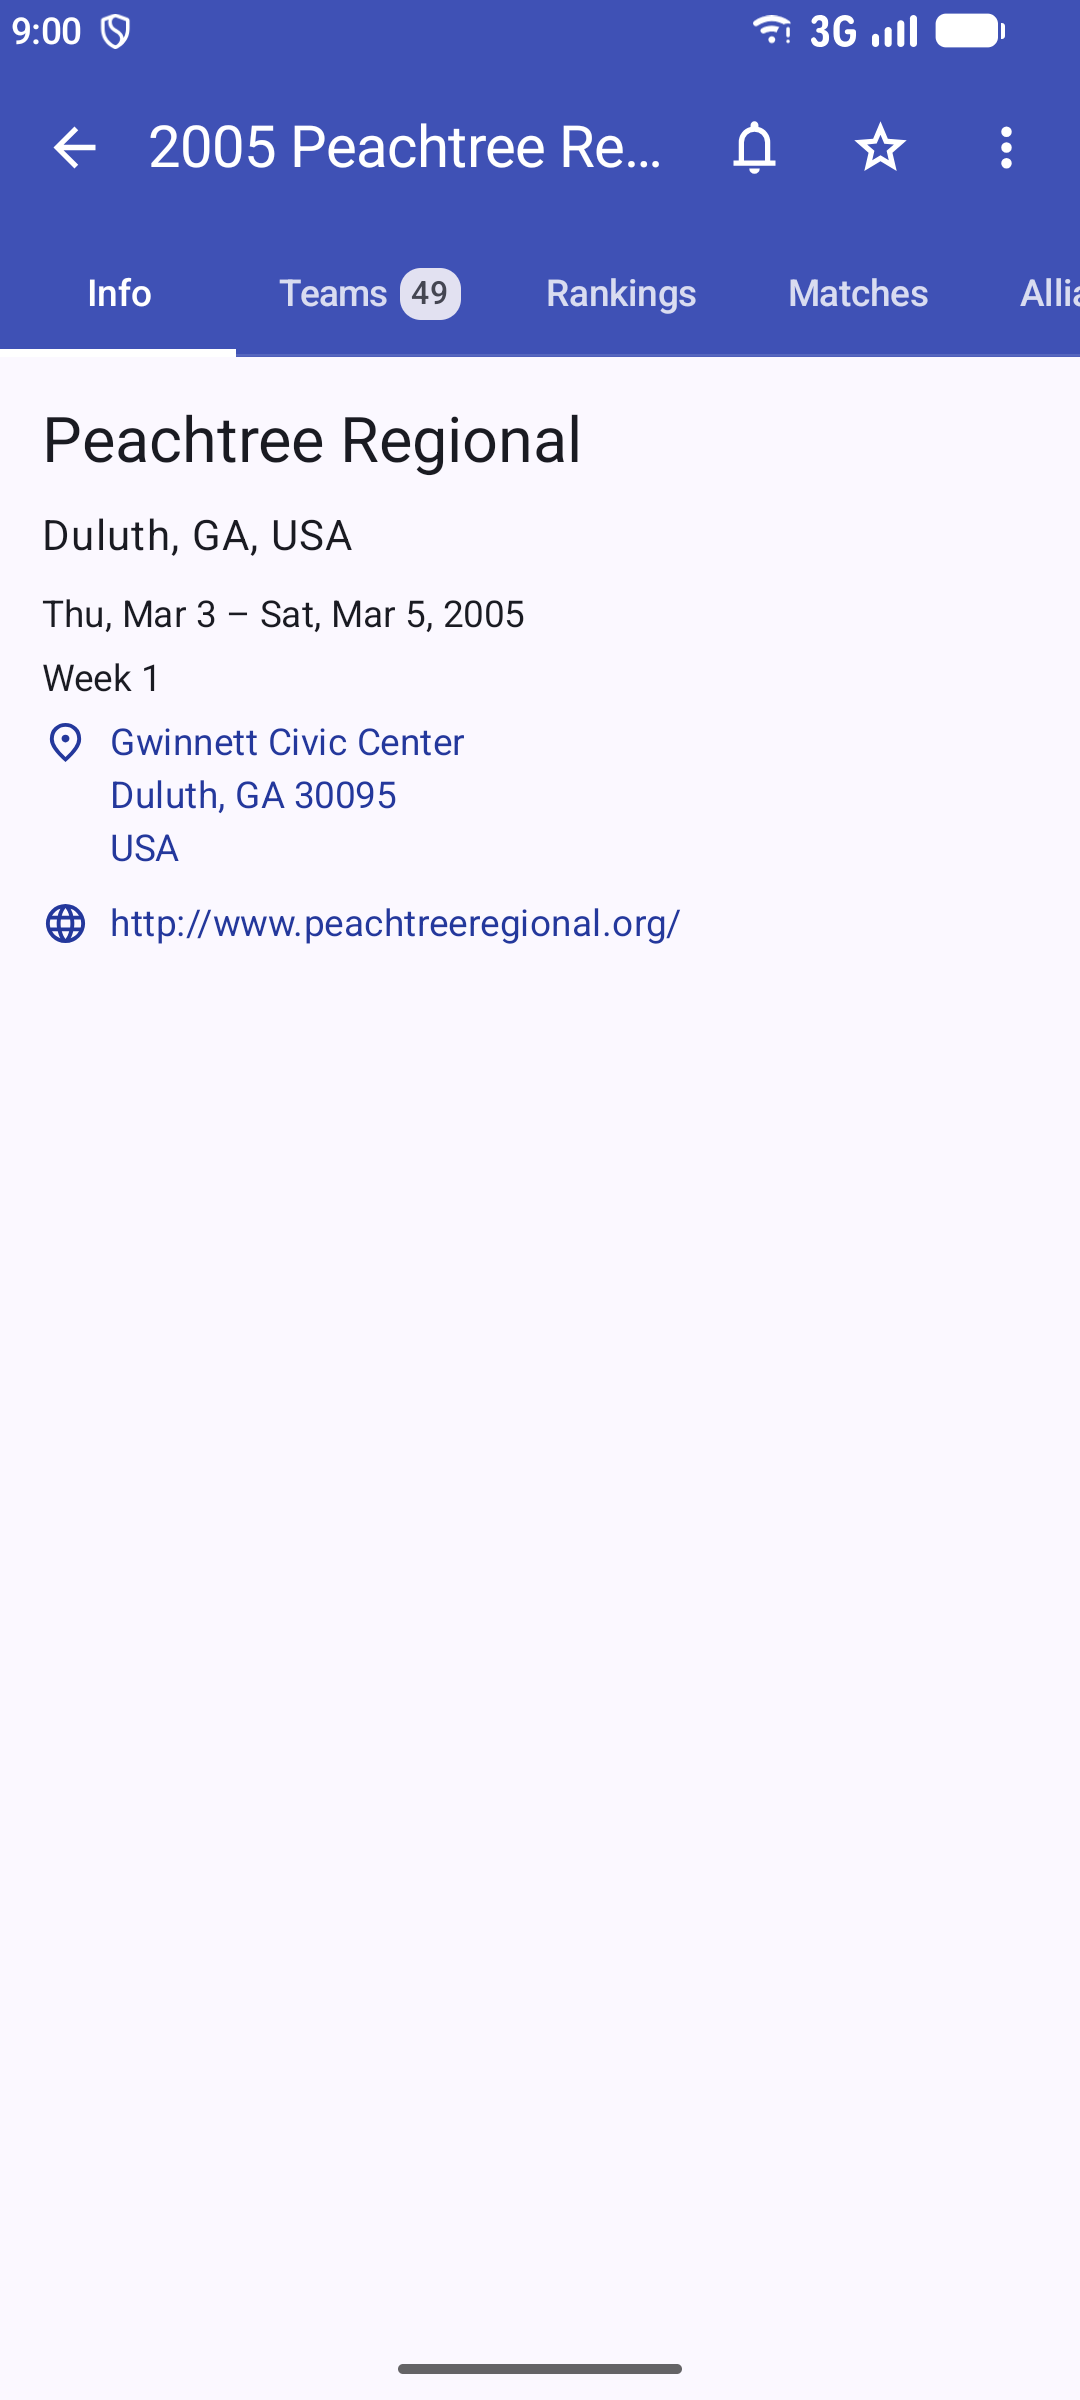 9:00
3G
2005 Peachtree Re...
Info
Teams 49
Rankings
Matches
Allia
Peachtree Regional
Duluth, GA, USA
Thu, Mar 3 – Sat, Mar 5, 2005
Week 1
Gwinnett Civic Center
Duluth, GA 30095
USA
http://www.peachtreeregional.org/